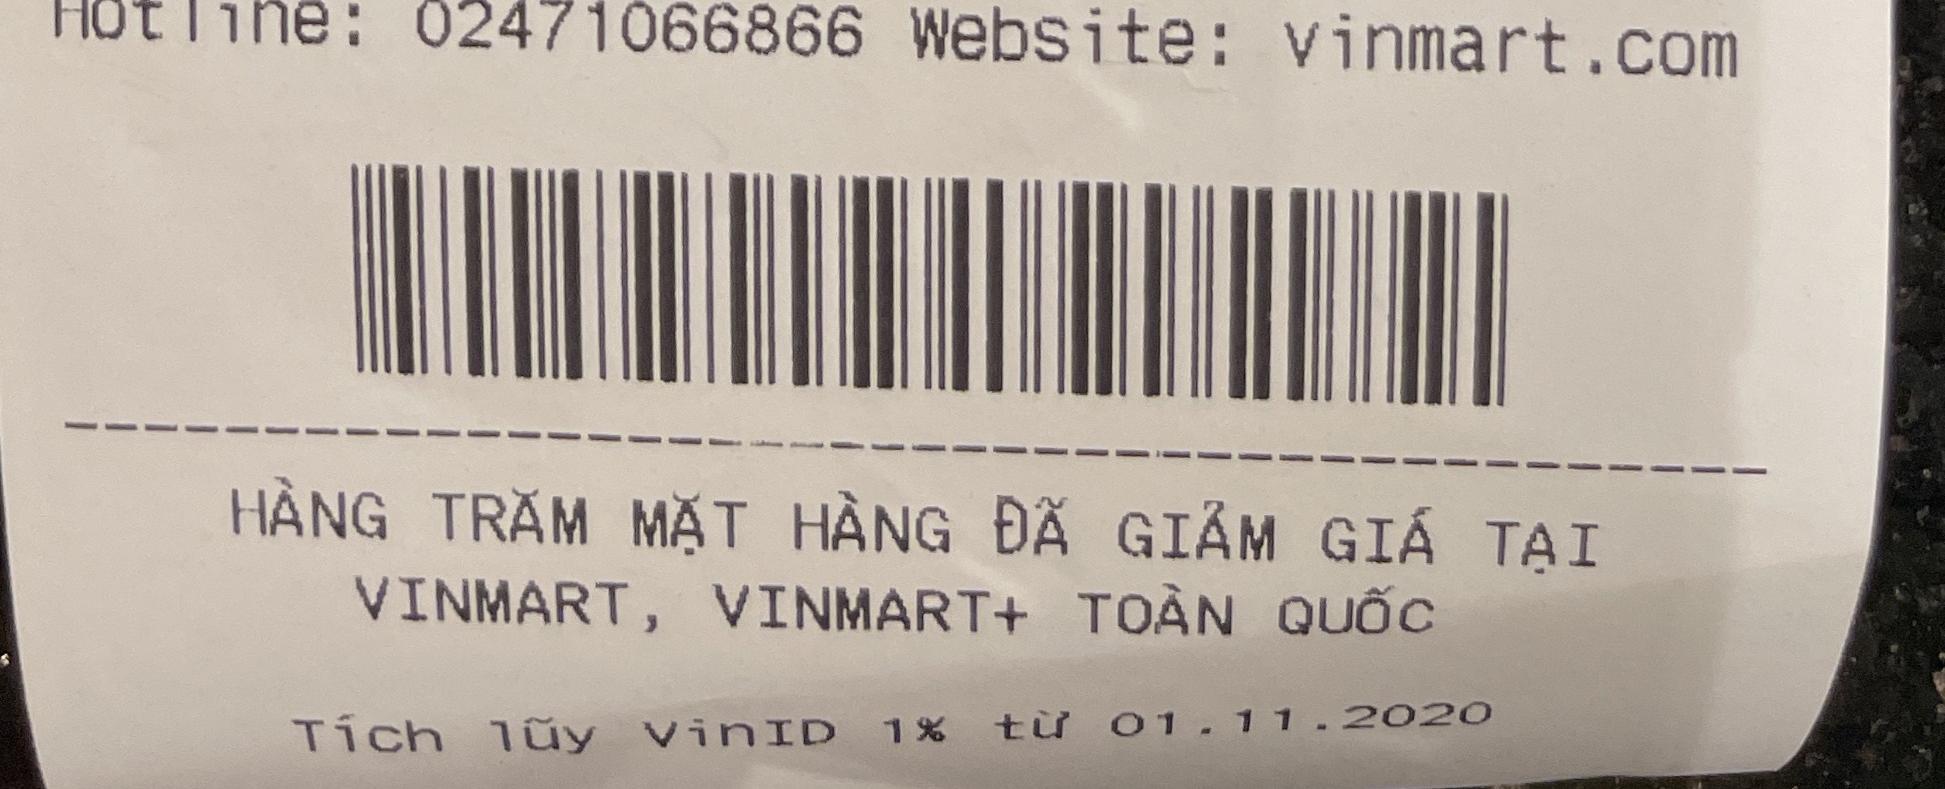 Hotline: 02471066866 Website: vinmart.com
HÀNG TRĂM MẶT HÀNG ĐÃ GIẢM GIÁ TẠI
VINMART, VINMART+ TOÀN QUỐC
Tích lũy VinID 1% từ 01.11.2020